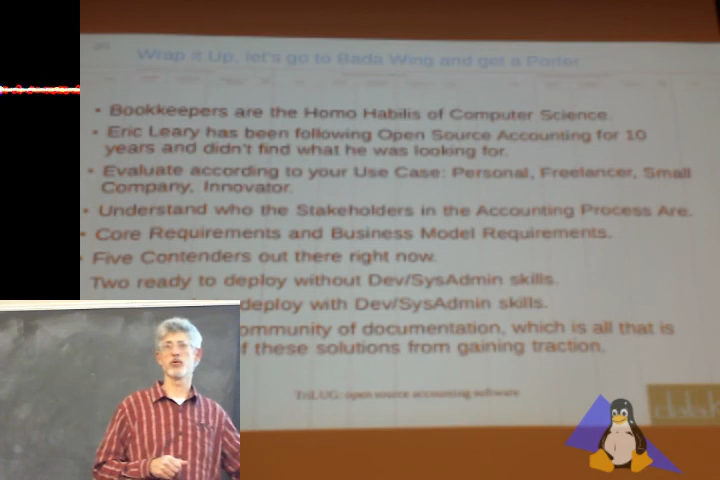 Wrap it Up, let's go to Bada Wing and get a Porter
• Bookkeepers are the Homo Habilis of Computer Science.
• Eric Leary has been following Open Source Accounting for 10
years and didn't find what he was looking for.
• Evaluate according to your Use Case: Personal, Freelancer, Small
Company, Innovator.
• Understand who the Stakeholders in the Accounting Process Are.
• Core Requirements and Business Model Requirements.
• Five Contenders out there right now.
Two ready to deploy without Dev/SysAdmin skills.
deploy with Dev/SysAdmin skills.
ommunity of documentation, which is all that is
f these solutions from gaining traction.
TriLUG: open source accounting software